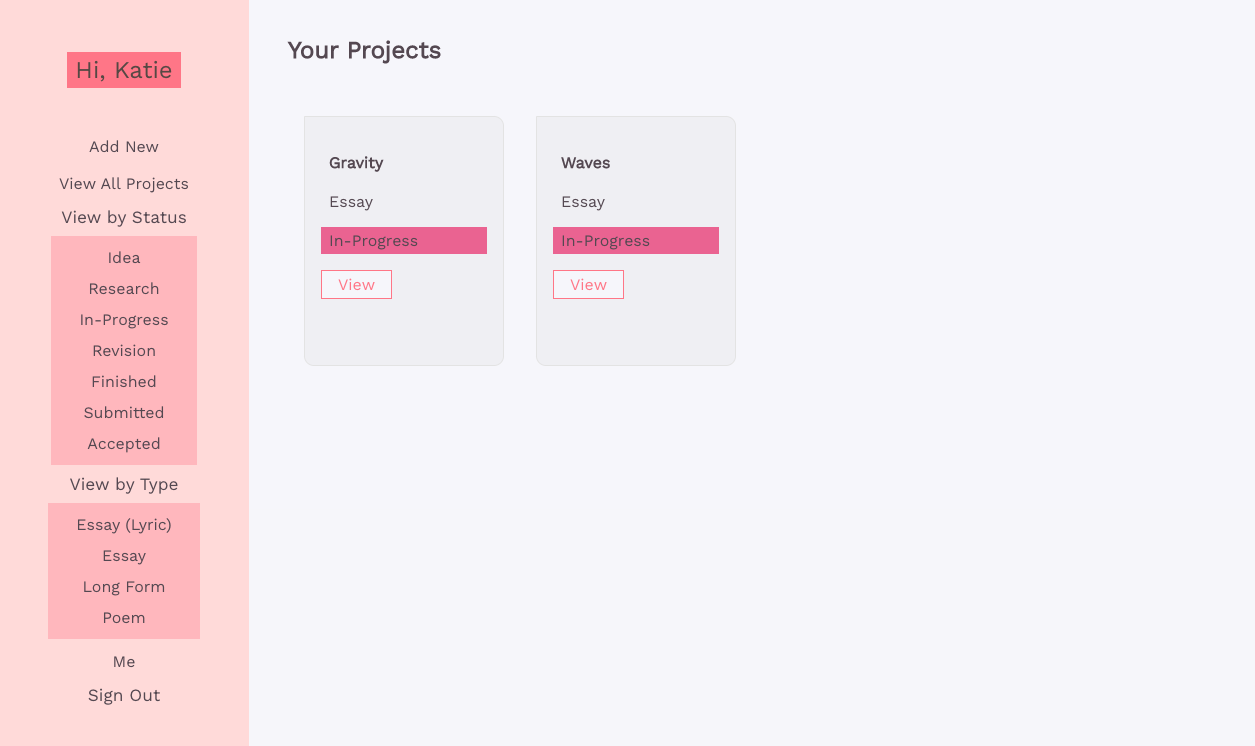 Hi, Katie
Add New
View All Projects
View by Status
Idea
Research
In-Progress
Revision
Finished
Submitted
Accepted
View by Type
Essay (Lyric)
Essay
Long Form
Poem
Me
Sign Out
Your Projects
Gravity
Essay
In-Progress
View
Waves
Essay
In-Progress
View